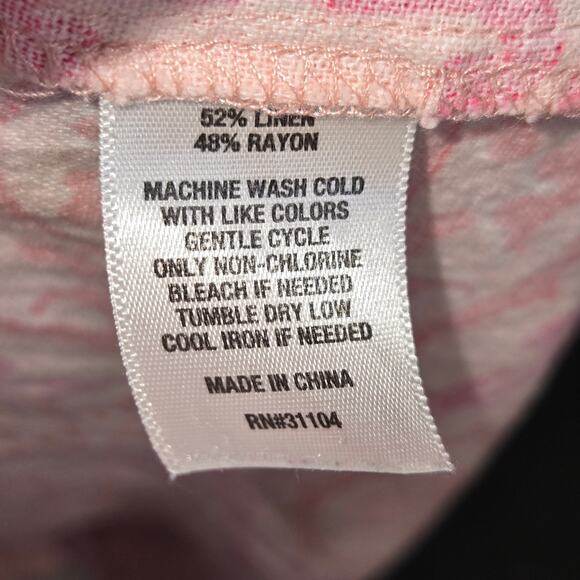 52% LINEN
48% RAYON
MACHINE WASH COLD
WITH LIKE COLORS
GENTLE CYCLE
ONLY NON-CHLORINE
BLEACH IF NEEDED
TUMBLE DRY LOW
COOL IRON IF NEEDED
MADE IN CHINA
RN#31104